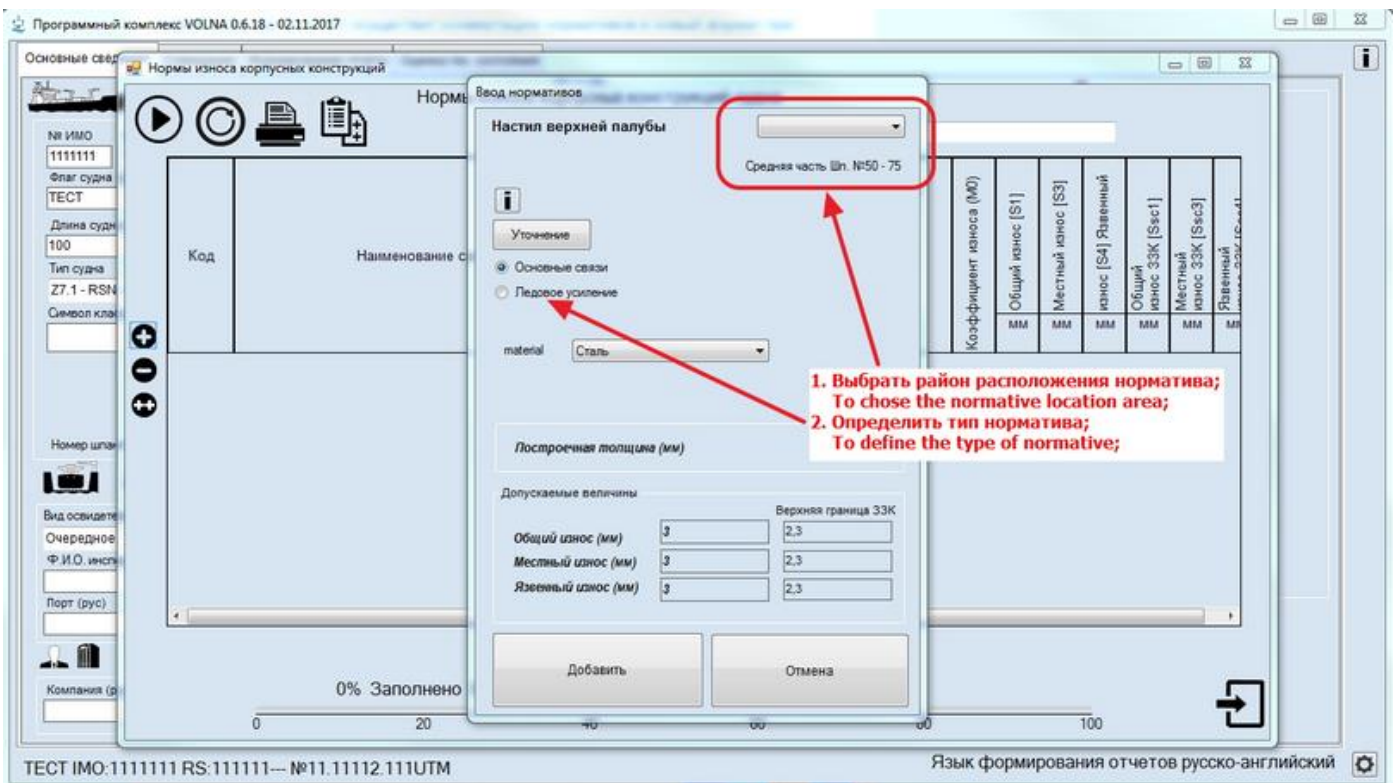 Программный комплекс VOLNA 0.6.18 - 02.11.2017
Основные свед
Нормы износа корпусных конструкций
Нормы
Ввод нормативов
Настил верхней палубы
Средняя часть Шп. №50 - 75
№ ИМО
1111111
Флаг судна
ТЕСТ
Длина судн
100
Тип судна
Z7.1 - RSN
Символ клас
Номер шпан
Вид освидете
Очередное
Ф.И.О. инспе
Порт (рус)
Компания (р
Код
Наименование с
i
Уточнение
Основные связи
Ледовое усиление
material
Сталь
Построечная толщина (мм)
Допускаемые величины
Верхняя граница ЗЗК
Общий износ (мм)
3
2,3
Местный износ (мм)
3
2,3
Язвенный износ (мм)
3
2,3
Добавить
Отмена
Коэффициент износа (М0)
Общий износ [S1]
мм
Местный износ [S3]
мм
износ [S4] Язвенный
мм
Общий
износ ЗЗК [Ssc1]
мм
Местный
износ ЗЗК [Ssc3]
мм
Язвенный
i
1. Выбрать район расположения норматива;
To chose the normative location area;
2. Определить тип норматива;
To define the type of normative;
0% Заполнено
0
20
100
ТЕСТ IMO:1111111 RS:111111--- №11.11112.111UTM
Язык формирования отчетов русско-английский